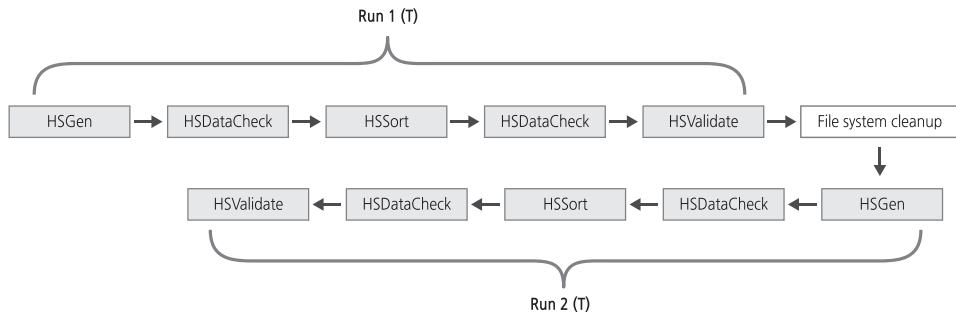 Run 1 (T)
HSGen
HSDataCheck
HSSort
HSDataCheck
HSValidate
File system cleanup
HSGen
HSDataCheck
HSSort
HSDataCheck
HSValidate
Run 2 (T)